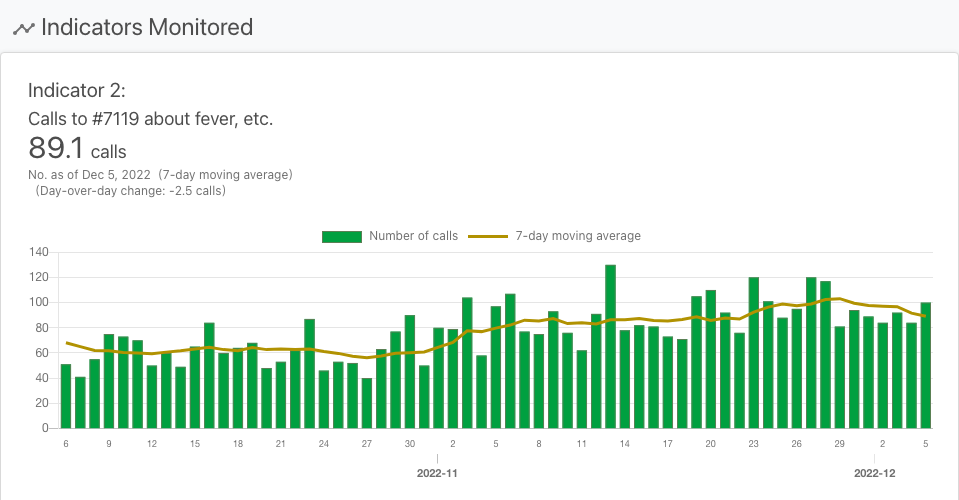 Indicators Monitored
Indicator 2:
Calls to #7119 about fever, etc.
89.1 calls
No. as of Dec 5, 2022 (7-day moving average)
(Day-over-day change: -2.5 calls)
Number of calls 7-day moving average
140
120
100
80
60
40
20
0
6 9 12 15 18 21 24 27 30 2 5 8 11 14 17 20 23 26 29 2 5
2022-11 2022-12